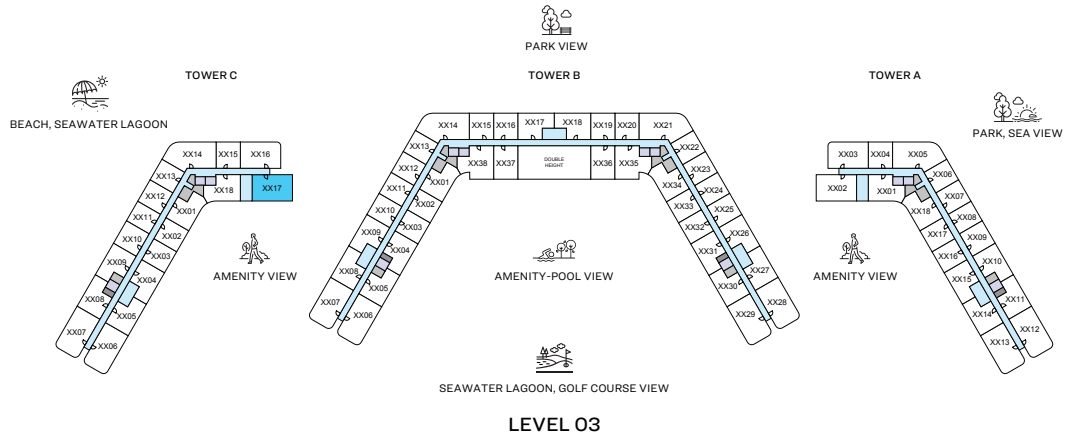 PARK VIEW
TOWER C
TOWER B
TOWER A
BEACH, SEAWATER LAGOON
PARK, SEA VIEW
XX14
XX15
XX16
XX13
XX12
XX11
XX10
XX09
XX08
XX07
XX06
XX05
XX04
XX03
XX02
XX01
XX18
XX17
XX14
XX15
XX16
XX17
XX18
XX19
XX20
XX21
XX13
XX12
XX11
XX10
XX09
XX08
XX07
XX06
XX05
XX04
XX03
XX02
XX01
XX38
XX37
DOUBLE
HEIGHT
XX36
XX35
XX22
XX23
XX24
XX25
XX26
XX27
XX28
XX29
XX30
XX31
XX32
XX33
XX34
XX03
XX04
XX05
XX02
XX01
XX06
XX07
XX08
XX09
XX10
XX11
XX12
XX13
XX14
XX15
XX16
XX17
XX18
AMENITY VIEW
AMENITY-POOL VIEW
AMENITY VIEW
SEAWATER LAGOON, GOLF COURSE VIEW
LEVEL 03